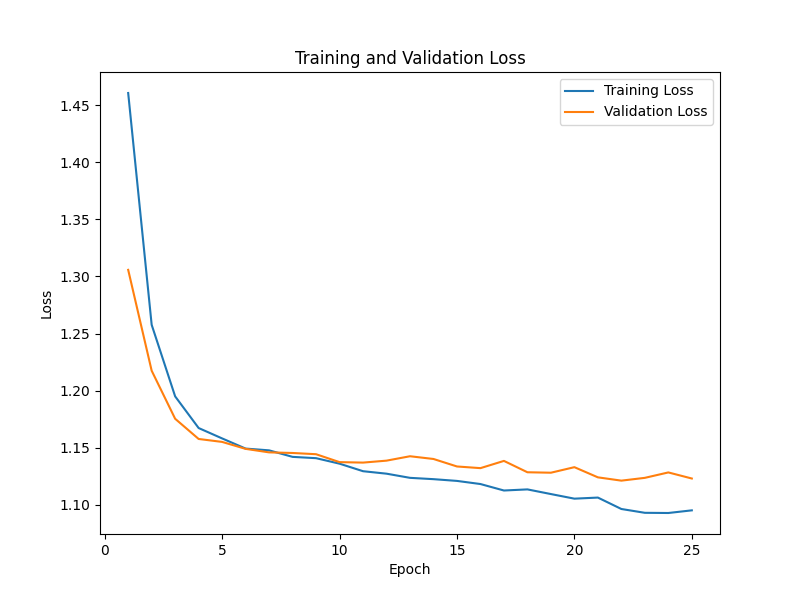 Training and Validation Loss
Training Loss
Validation Loss
1.45
1.40
1.35
1.30
1.25
1.20
1.15
1.10
Loss
0 5 10 15 20 25
Epoch